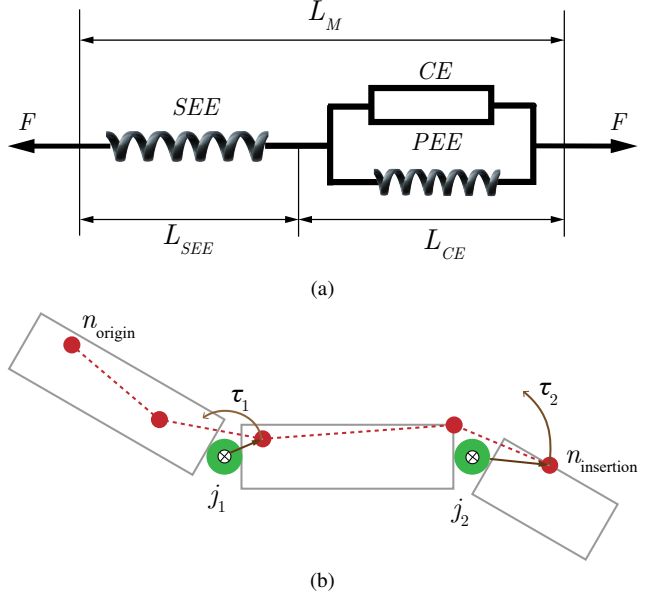 L_M
SEE
CE
F
PEE
F
L_SEE
L_CE
(a)
n_origin
τ_1
τ_2
n_insertion
j_1
j_2
(b)